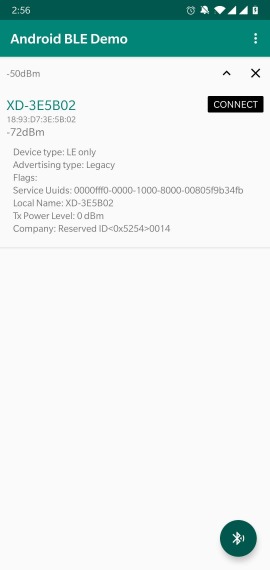 2:56
Android BLE Demo
-50dBm
XD-3E5B02
CONNECT
18:93:D7:3E:5B:02
-72dBm
Device type: LE only
Advertising type: Legacy
Flags:
Service Uuids: 0000fff0-0000-1000-8000-00805f9b34fb
Local Name: XD-3E5B02
Tx Power Level: 0 dBm
Company: Reserved ID<0x5254>0014